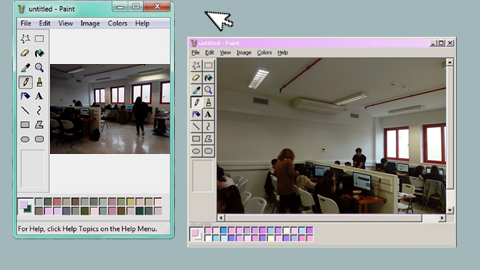 untitled - Paint
File Edit View Image Colors Help
For Help, click Help Topics on the Help Menu.
untitled - Paint
File Edit View Image Colors Help